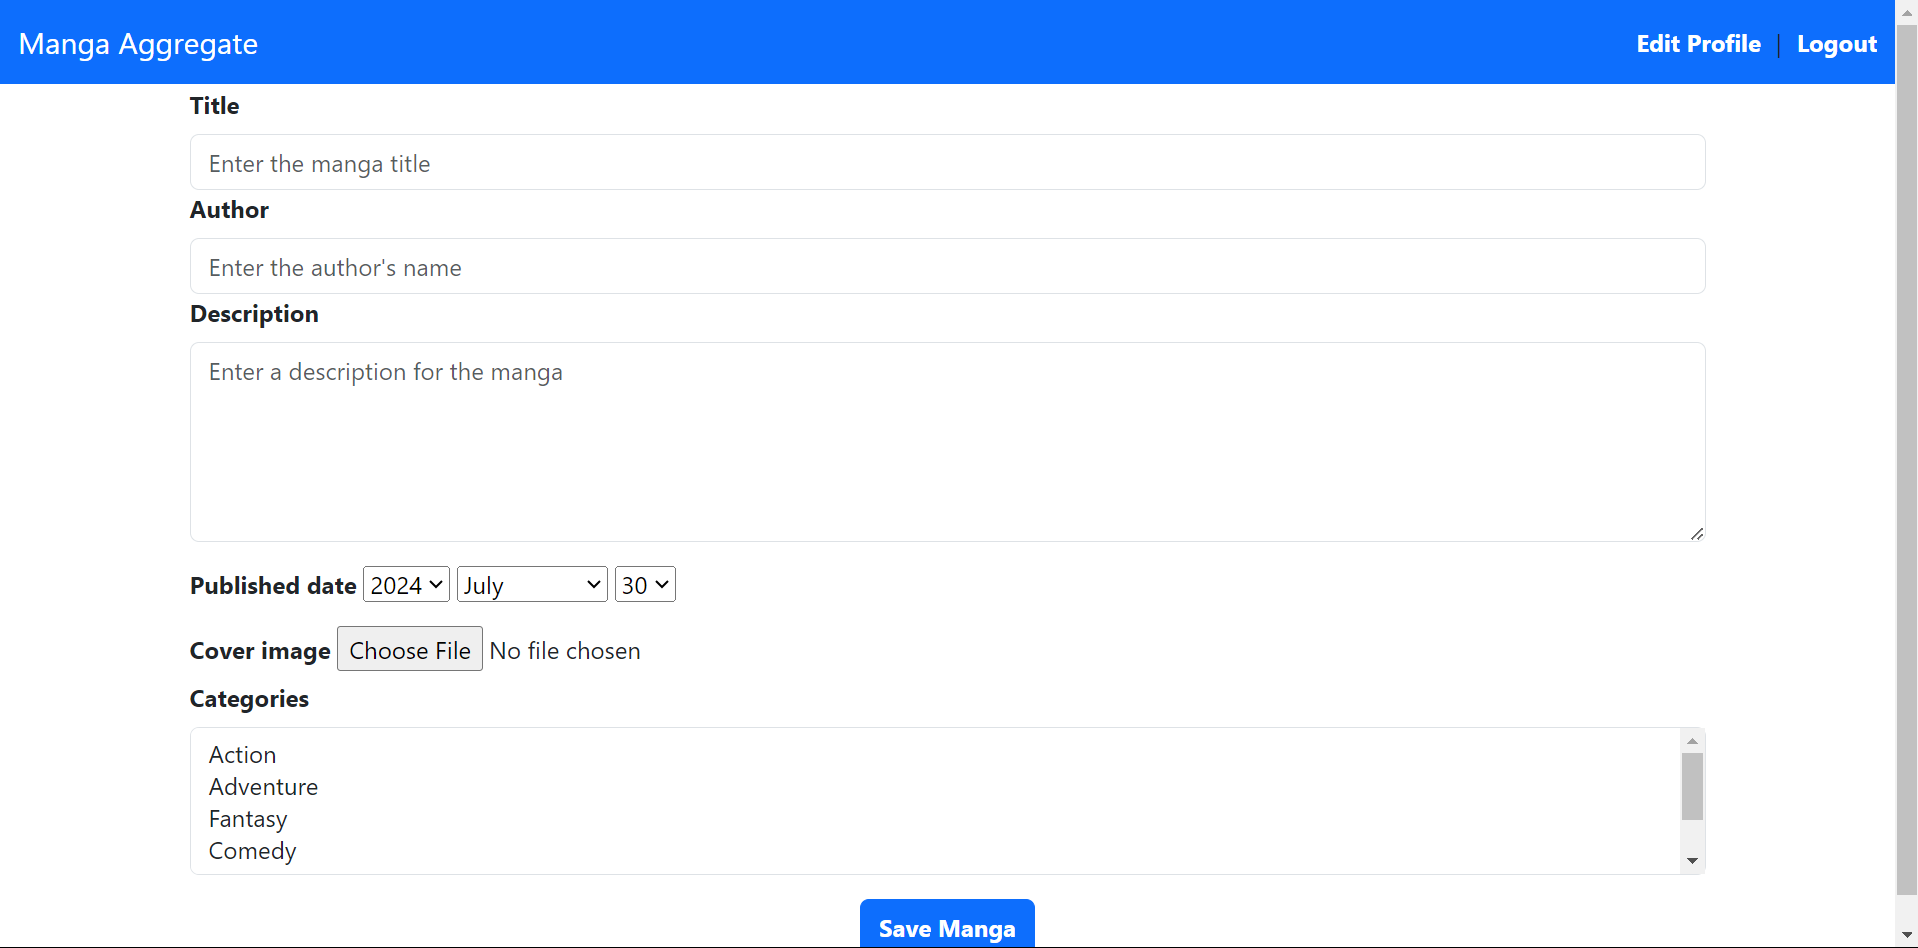 Manga Aggregate Edit Profile | Logout
Title
Enter the manga title
Author
Enter the author's name
Description
Enter a description for the manga
Published date 2024 July 30
Cover image Choose File No file chosen
Categories
Action
Adventure
Fantasy
Comedy
Save Manga